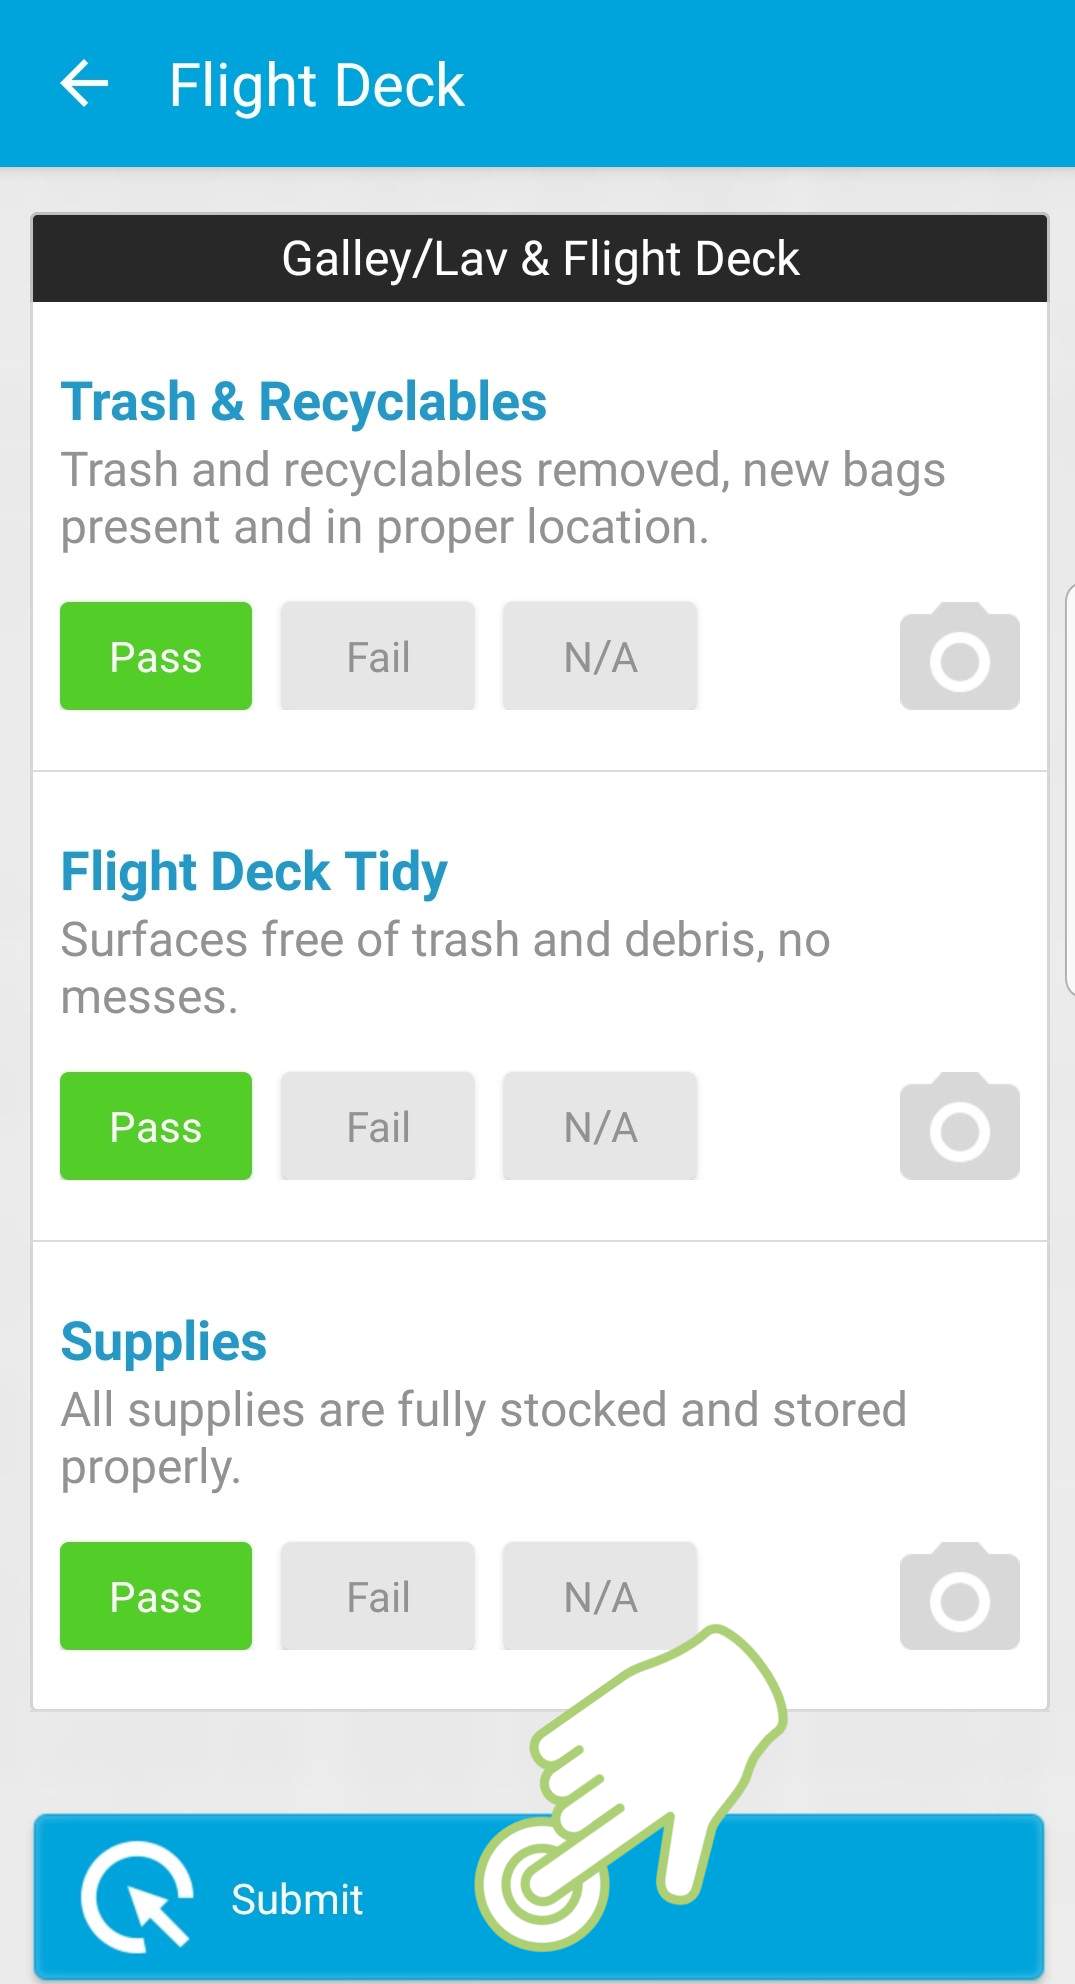 Flight Deck
Galley/Lav & Flight Deck
Trash & Recyclables
Trash and recyclables removed, new bags
present and in proper location.
Pass Fail N/A
Flight Deck Tidy
Surfaces free of trash and debris, no
messes.
Pass Fail N/A
Supplies
All supplies are fully stocked and stored
properly.
Pass Fail N/A
Submit